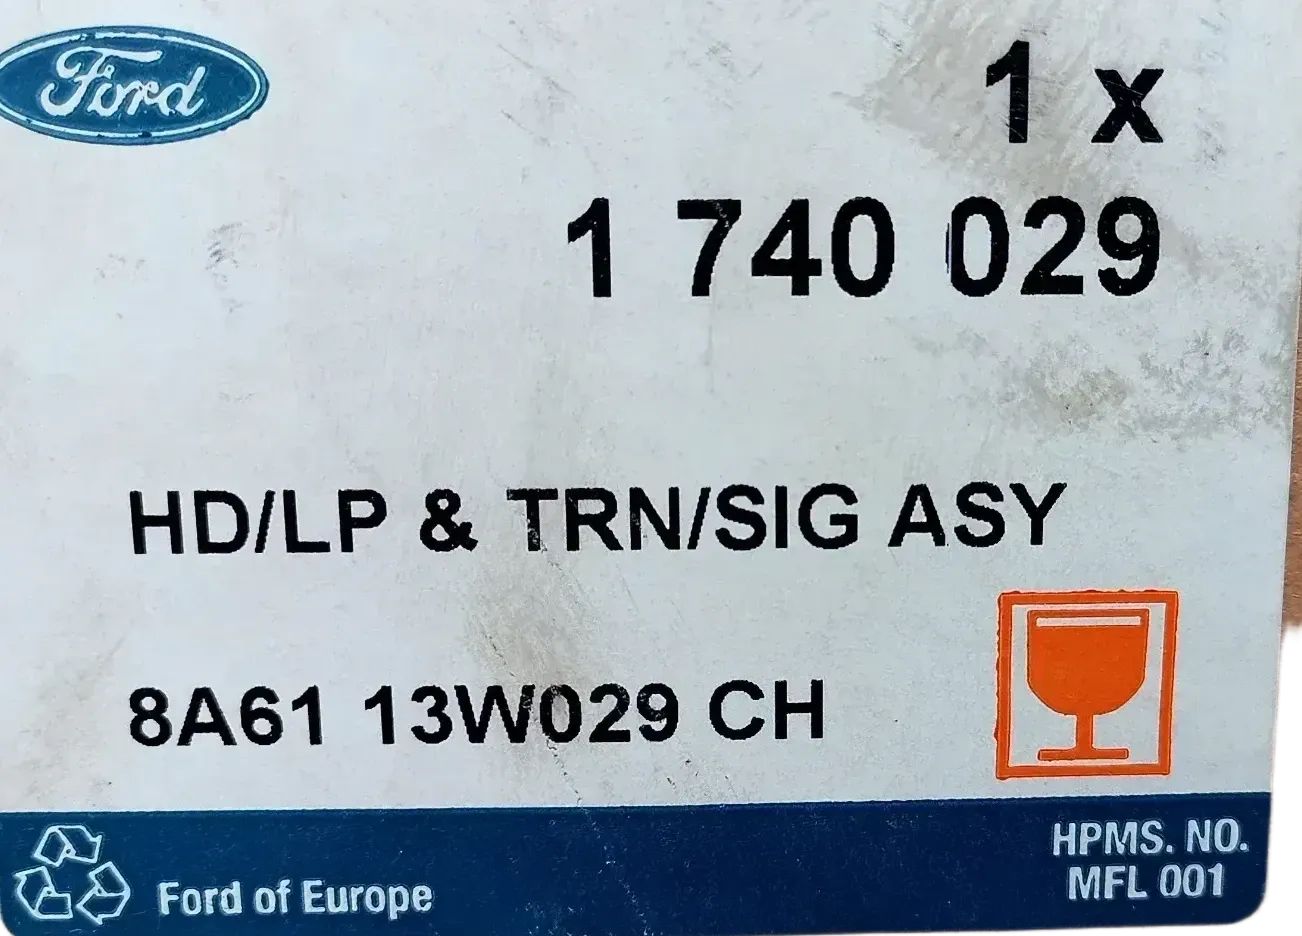 Ford
1 x
1 740 029
HD/LP & TRN/SIG ASY
8A61 13W029 CH
HPMS. NO.
MFL 001
Ford of Europe